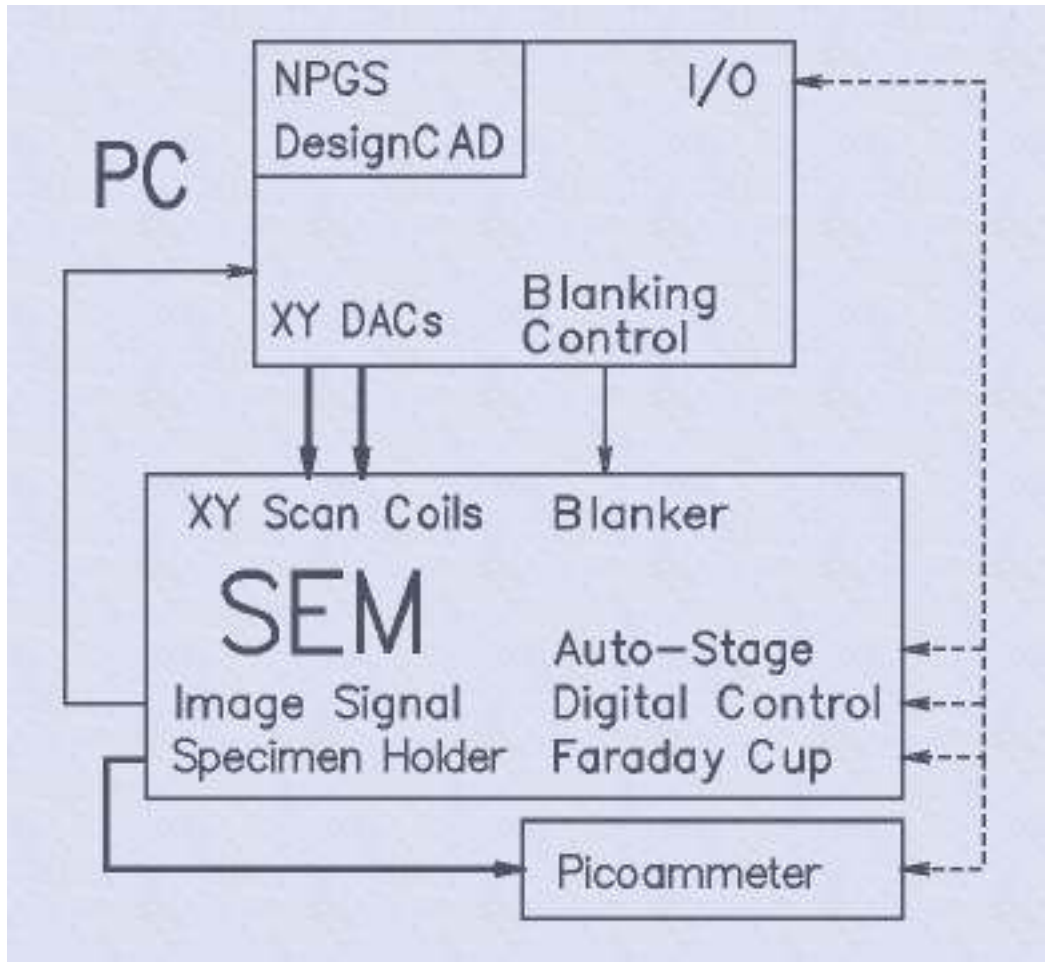 NPGS
DesignCAD
I/O
PC
XY DACs
Blanking
Control
XY Scan Coils
Blanker
SEM
Auto-Stage
Image Signal
Digital Control
Specimen Holder
Faraday Cup
Picoammeter